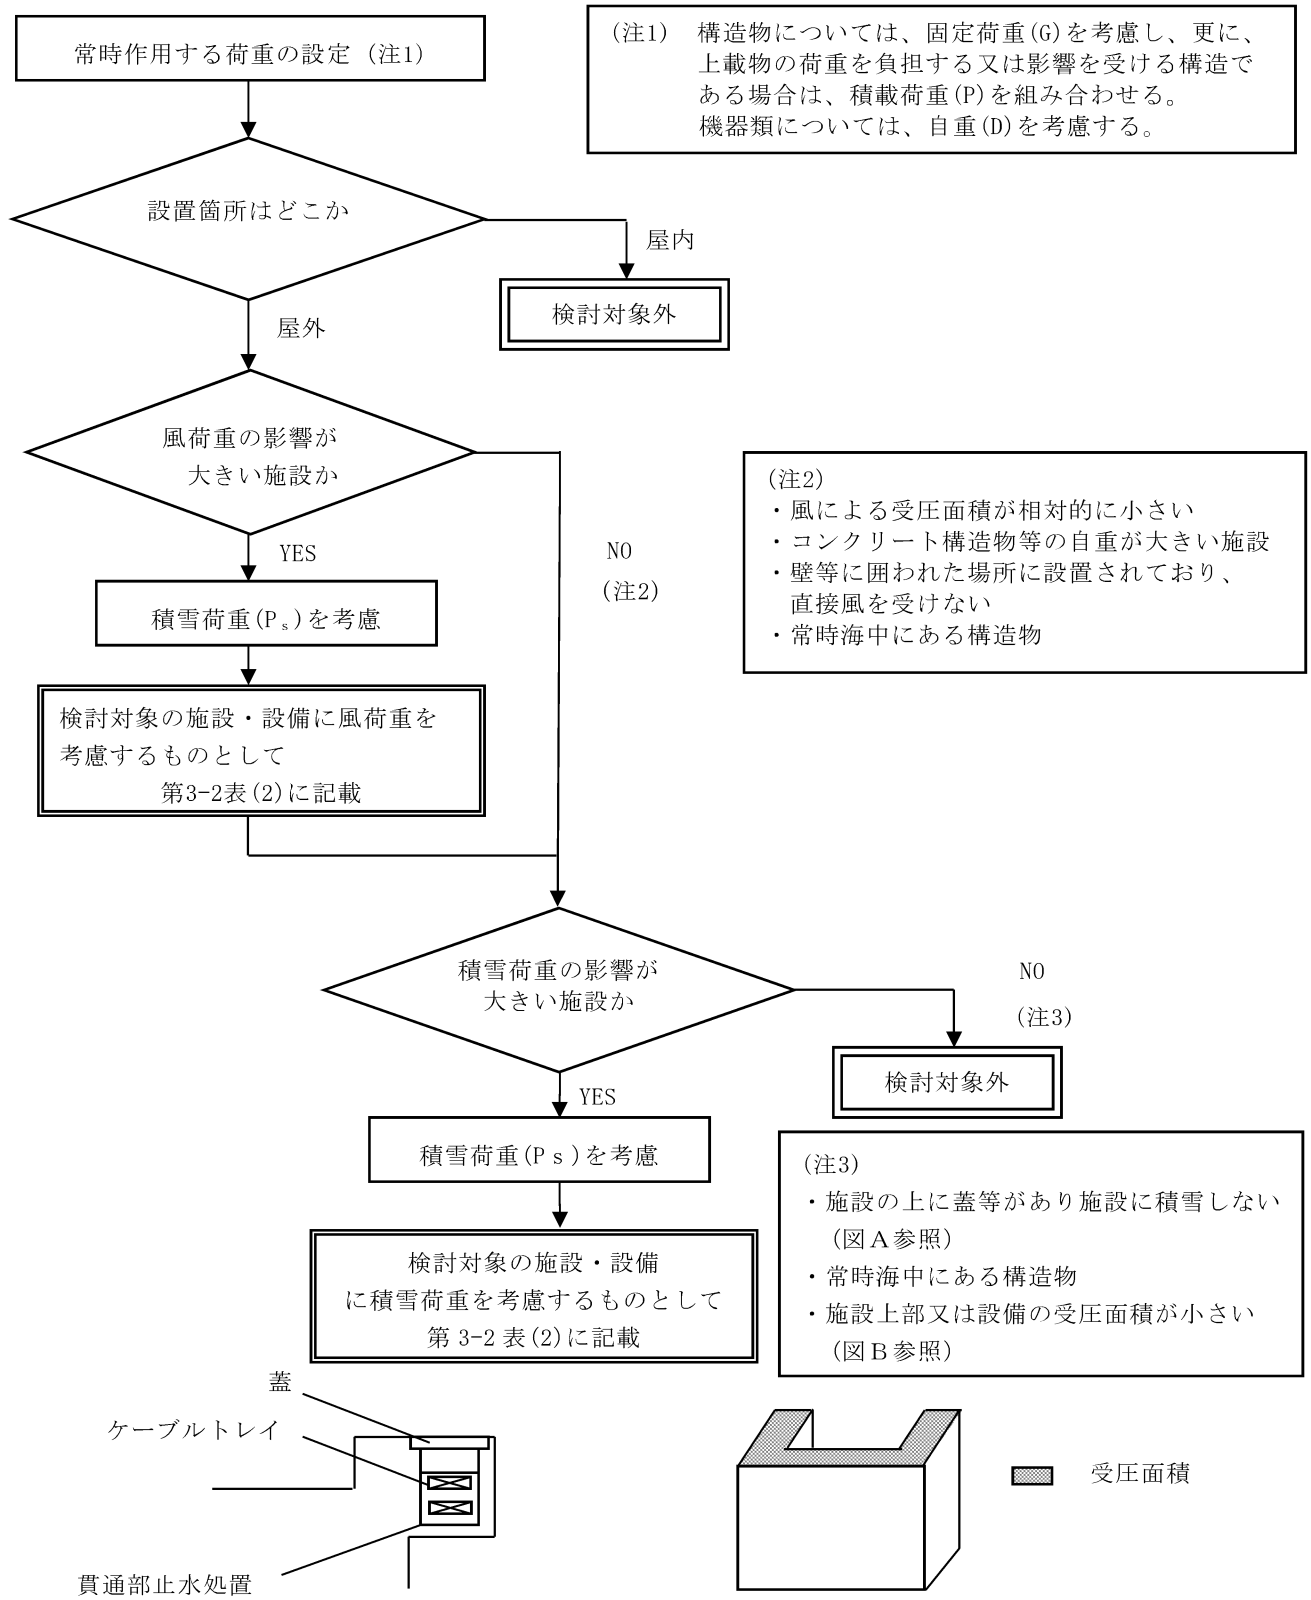 常時作用する荷重の設定（注1）
（注1）　構造物については、固定荷重(G)を考慮し、更に、
上載物の荷重を負担する又は影響を受ける構造で
ある場合は、積載荷重(P)を組み合わせる。
機器類については、自重(D)を考慮する。
設置箇所はどこか
屋内
検討対象外
屋外
風荷重の影響が
大きい施設か
YES
NO
（注2）
積雪荷重(Ps)を考慮
検討対象の施設・設備に風荷重を
考慮するものとして
第3-2表(2)に記載
（注2）
・風による受圧面積が相対的に小さい
・コンクリート構造物等の自重が大きい施設
・壁等に囲われた場所に設置されており、
直接風を受けない
・常時海中にある構造物
積雪荷重の影響が
大きい施設か
NO
（注3）
検討対象外
YES
積雪荷重(Ｐｓ)を考慮
検討対象の施設・設備
に積雪荷重を考慮するものとして
第 3-2 表(2)に記載
（注3）
・施設の上に蓋等があり施設に積雪しない
（図Ａ参照）
・常時海中にある構造物
・施設上部又は設備の受圧面積が小さい
（図Ｂ参照）
蓋
ケーブルトレイ
貫通部止水処置
受圧面積